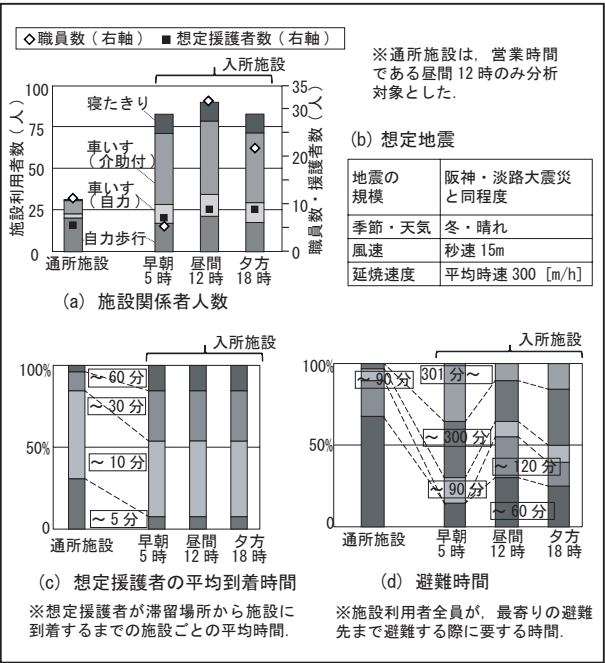 ◇職員数（右軸） ■想定援護者数（右軸）
入所施設
※通所施設は，営業時間
である昼間12時のみ分析
対象とした．
施設利用者数（人）
100
75
50
25
0
寝たきり
車いす
（介助付）
車いす
（自力）
自力歩行
35
30
20
10
5
0
職員数・援護者数（人）
通所施設 早朝 昼間 夕方
5時 12時 18時
(a) 施設関係者人数
(b) 想定地震
地震の 阪神・淡路大震災
規模 と同程度
季節・天気 冬・晴れ
風速 秒速15m
延焼速度 平均時速300 [m/h]
入所施設
100%
50%
0
～60分
～30分
～10分
～5分
通所施設 早朝 昼間 夕方
5時 12時 18時
(c) 想定援護者の平均到着時間
※想定援護者が滞留場所から施設に
到着するまでの施設ごとの平均時間．
入所施設
100%
50%
0
～90分
301分～
～300分
～120分
～90分
～60分
通所施設 早朝 昼間 夕方
5時 12時 18時
(d) 避難時間
※施設利用者全員が，最寄りの避難
先まで避難する際に要する時間．